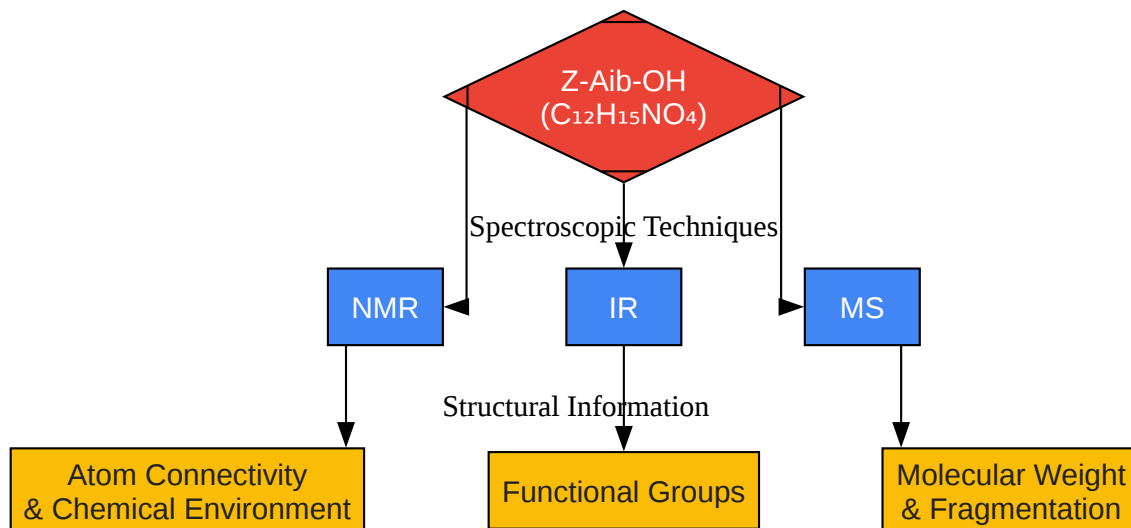 Z-Aib-OH
(C₁₂H₁₅NO₄)
Spectroscopic Techniques
NMR
IR
MS
Structural Information
Atom Connectivity
& Chemical Environment
Functional Groups
Molecular Weight
& Fragmentation